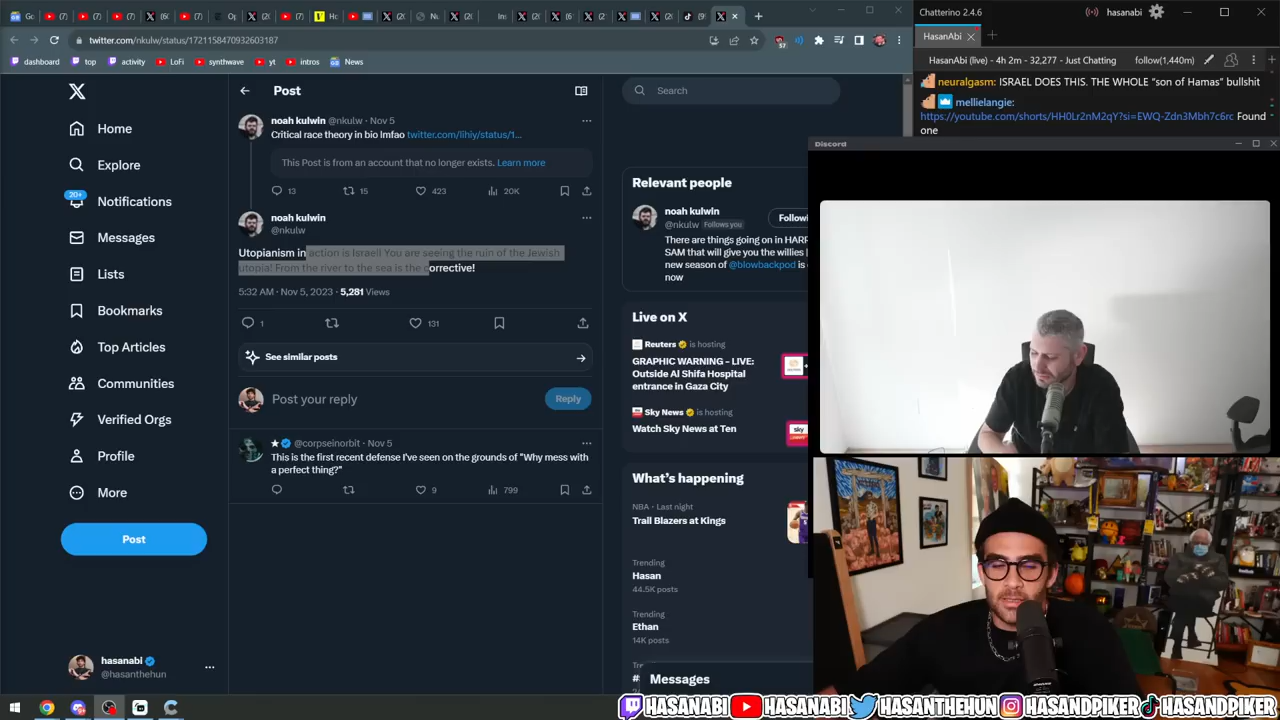 twitter.com/nkulw/status/1721158470932603187
dashboard
top
activity
LoFi
synthwave
yt
intros
News
Home
Explore
20+
Notifications
Messages
Lists
Bookmarks
Top Articles
Communities
Verified Orgs
Profile
More
Post
hasanabi
@hasanthehun
Post
noah kulwin @nkulw · Nov 5
Critical race theory in bio lmfao twitter.com/lihiy/status/1...
This Post is from an account that no longer exists. Learn more
13 15 423 20K
noah kulwin
@nkulw
Utopianism in action is Israel! You are seeing the ruin of the Jewish
utopia! From the river to the sea is the corrective!
5:32 AM · Nov 5, 2023 · 5,281 Views
1 131
See similar posts
Post your reply
Reply
@corpseinorbit · Nov 5
This is the first recent defense I've seen on the grounds of "Why mess with
a perfect thing?"
9 799
Search
Relevant people
noah kulwin
@nkulw Follows you
Followi
There are things going on in HARP
SAM that will give you the willies |
new season of @blowbackpod is o
now
Live on X
Reuters is hosting
GRAPHIC WARNING - LIVE:
Outside Al Shifa Hospital
entrance in Gaza City
Sky News is hosting
Watch Sky News at Ten
sky
What's happening
NBA · Last night
Trail Blazers at Kings
Trending
Hasan
44.5K posts
Trending
Ethan
14K posts
Trending
Messages
Chatterino 2.4.6
hasanabi
HasanAbi
HasanAbi (live) - 4h 2m - 32,277 - Just Chatting
follow(1,440m)
neuralgasm: ISRAEL DOES THIS. THE WHOLE "son of Hamas" bullshit
mellielangie:
https://youtube.com/shorts/HH0Lr2nM2qY?si=EWQ-Zdn3Mbh7c6rc Found
one
Discord
HASANABI HASANABI HASANTHEHUN HASANDPIKER HASANDPIKER